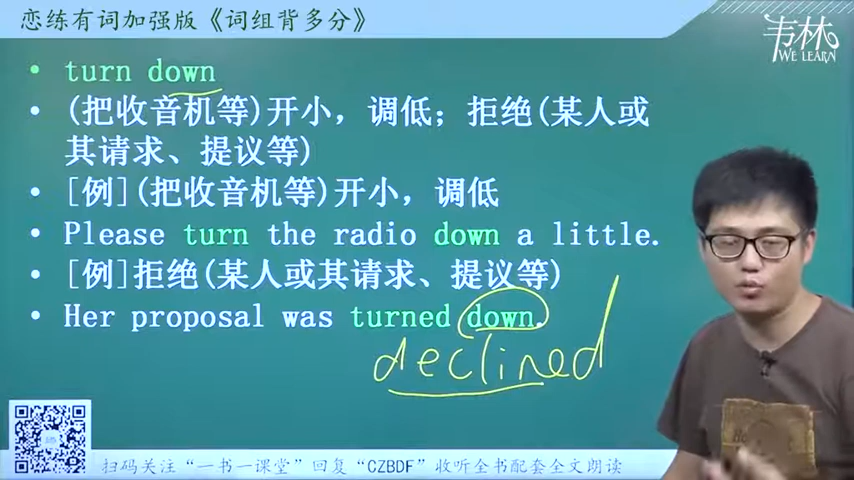 恋练有词加强版《词组背多分》
韦林
WE LEARN
• turn down
• (把收音机等)开小，调低；拒绝(某人或
其请求、提议等)
• [例](把收音机等)开小，调低
• Please turn the radio down a little.
• [例]拒绝(某人或其请求、提议等)
• Her proposal was turned down.
declined
扫码关注“一书一课堂”回复“CZBDF”收听全书配套全文朗读